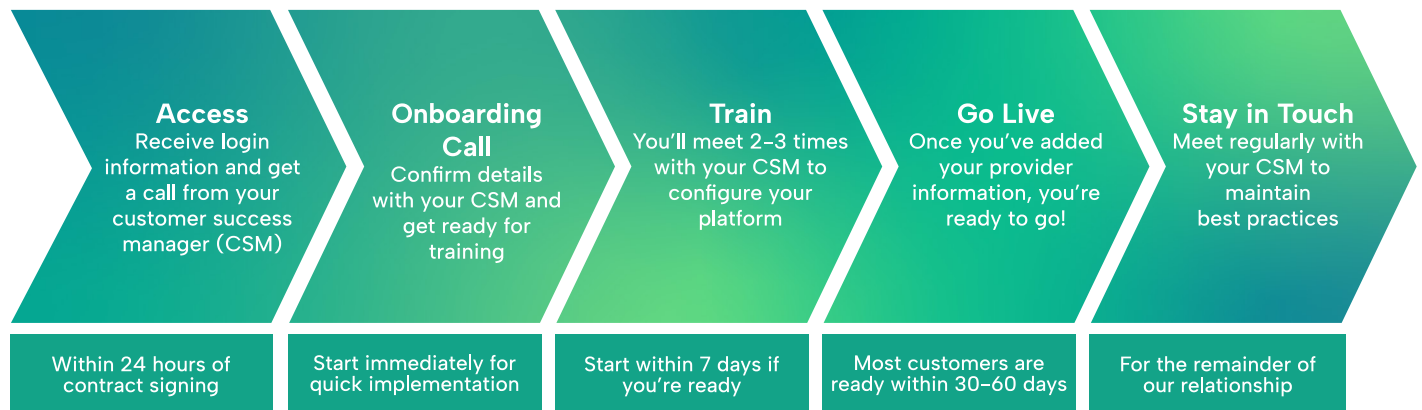 Access
Receive login
information and get
a call from your
customer success
manager (CSM)
Onboarding
Call
Confirm details
with your CSM and
get ready for
training
Train
You'll meet 2-3 times
with your CSM to
configure your
platform
Go Live
Once you've added
your provider
information, you're
ready to go!
Stay in Touch
Meet regularly with
your CSM to
maintain
best practices
Within 24 hours of
contract signing
Start immediately for
quick implementation
Start within 7 days if
you're ready
Most customers are
ready within 30-60 days
For the remainder of
our relationship